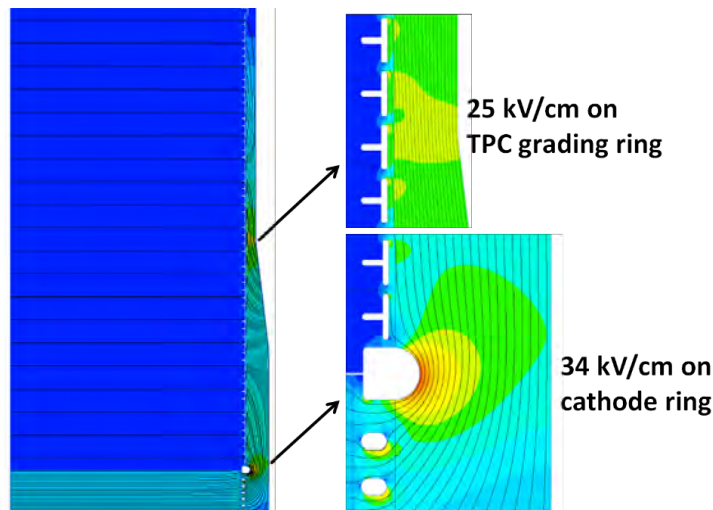 25 kV/cm on
TPC grading ring
34 kV/cm on
cathode ring